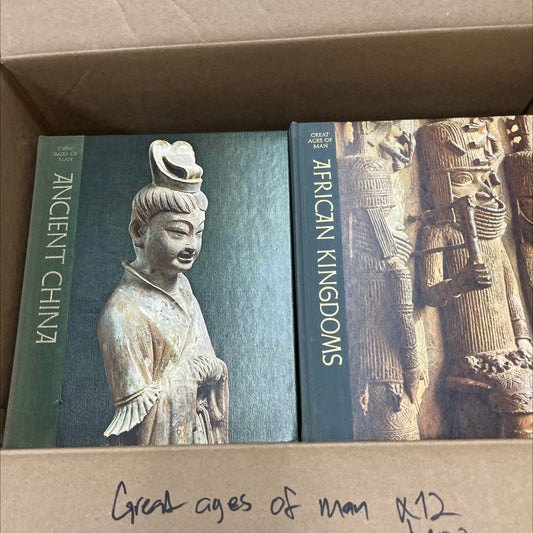 GREAT
AGES OF
MAN
ANCIENT CHINA
GREAT
AGES OF
MAN
AFRICAN KINGDOMS
Great ages of man x12